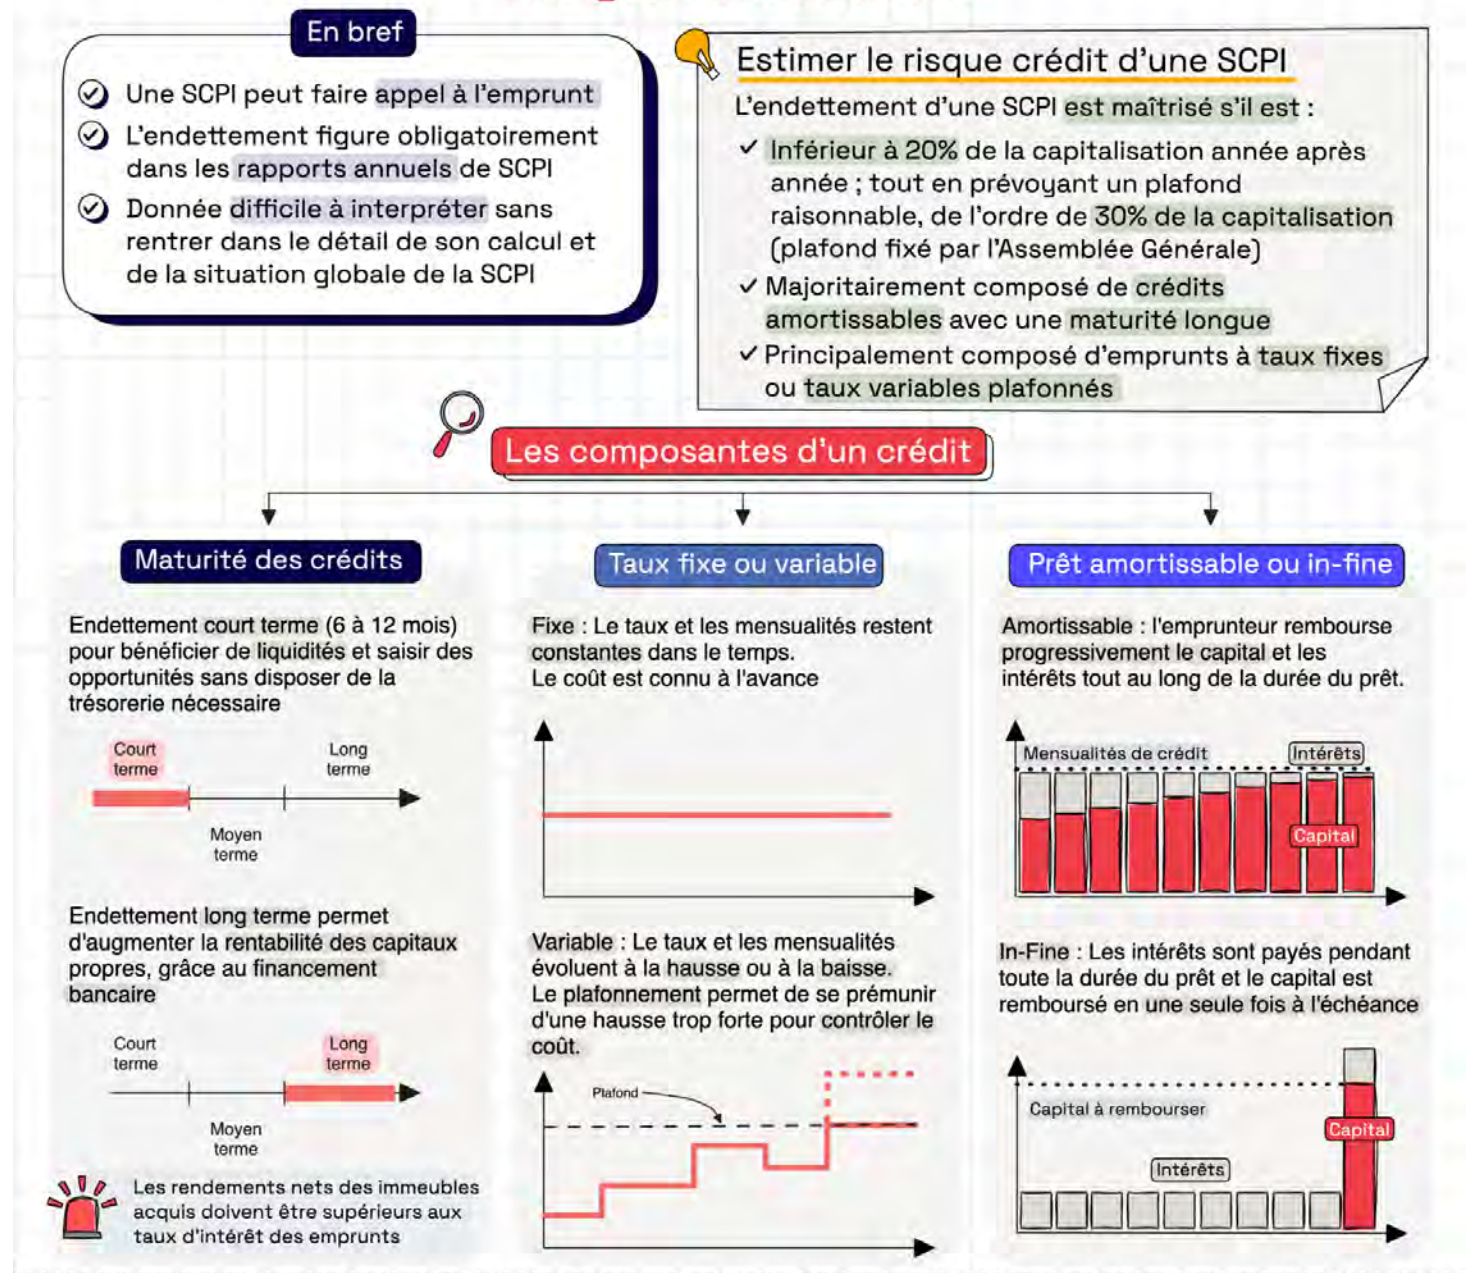 En bref
Une SCPI peut faire appel à l'emprunt
L'endettement figure obligatoirement
dans les rapports annuels de SCPI
Donnée difficile à interpréter sans
rentrer dans le détail de son calcul et
de la situation globale de la SCPI
Estimer le risque crédit d'une SCPI
L'endettement d'une SCPI est maîtrisé s'il est :
Inférieur à 20% de la capitalisation année après
année ; tout en prévoyant un plafond
raisonnable, de l'ordre de 30% de la capitalisation
(plafond fixé par l'Assemblée Générale)
Majoritairement composé de crédits
amortissables avec une maturité longue
Principalement composé d'emprunts à taux fixes
ou taux variables plafonnés
Les composantes d'un crédit
Maturité des crédits
Endettement court terme (6 à 12 mois)
pour bénéficier de liquidités et saisir des
opportunités sans disposer de la
trésorerie nécessaire
Court
terme
Long
terme
Moyen
terme
Endettement long terme permet
d'augmenter la rentabilité des capitaux
propres, grâce au financement
bancaire
Court
terme
Long
terme
Moyen
terme
Les rendements nets des immeubles
acquis doivent être supérieurs aux
taux d'intérêt des emprunts
Taux fixe ou variable
Fixe : Le taux et les mensualités restent
constantes dans le temps.
Le coût est connu à l'avance
Variable : Le taux et les mensualités
évoluent à la hausse ou à la baisse.
Le plafonnement permet de se prémunir
d'une hausse trop forte pour contrôler le
coût.
Plafond
Prêt amortissable ou in-fine
Amortissable : l'emprunteur rembourse
progressivement le capital et les
intérêts tout au long de la durée du prêt.
Mensualités de crédit
Intérêts
Capital
In-Fine : Les intérêts sont payés pendant
toute la durée du prêt et le capital est
remboursé en une seule fois à l'échéance
Capital à rembourser
Capital
Intérêts